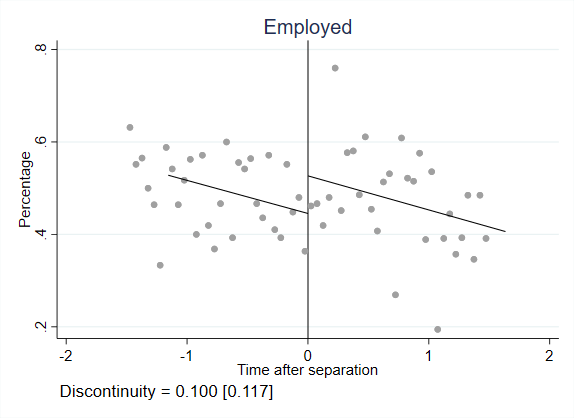 Employed
Percentage
.8
.6
.4
.2
-2 -1 0 1 2
Time after separation
Discontinuity = 0.100 [0.117]